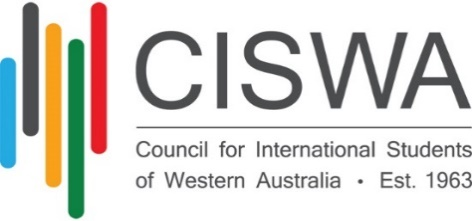 CISWA
Council for International Students
of Western Australia • Est. 1963